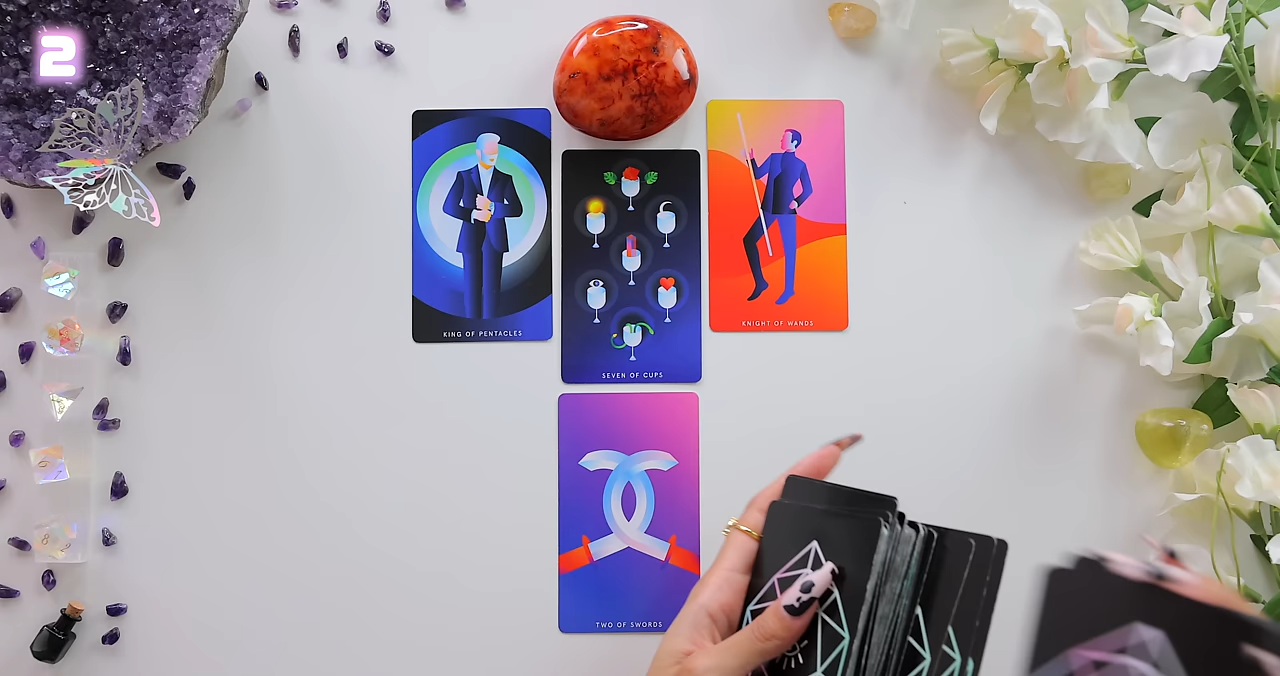 2
KING OF PENTACLES
SEVEN OF CUPS
KNIGHT OF WANDS
TWO OF SWORDS